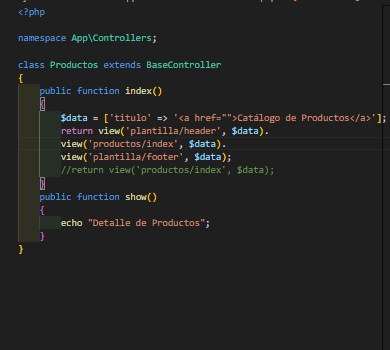 <?php
namespace App\Controllers;
class Productos extends BaseController
{
public function index()
{
$data = ['titulo' => '<a href="">Catálogo de Productos</a>'];
return view('plantilla/header', $data).
view('productos/index', $data).
view('plantilla/footer', $data);
//return view('productos/index', $data);
}
public function show()
{
echo "Detalle de Productos";
}
}